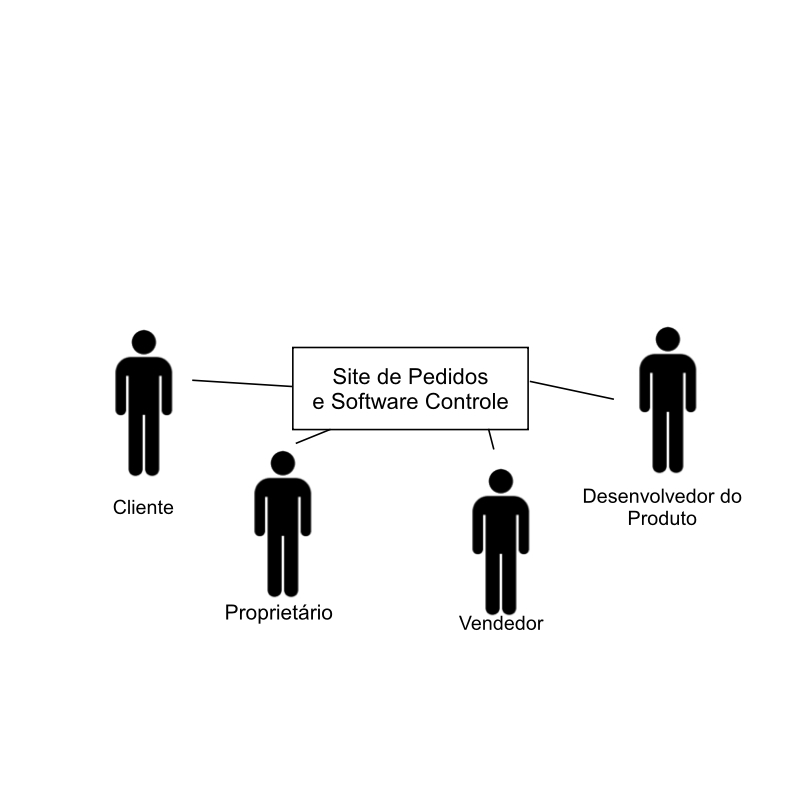 Site de Pedidos
e Software Controle
Cliente
Proprietário
Vendedor
Desenvolvedor do
Produto